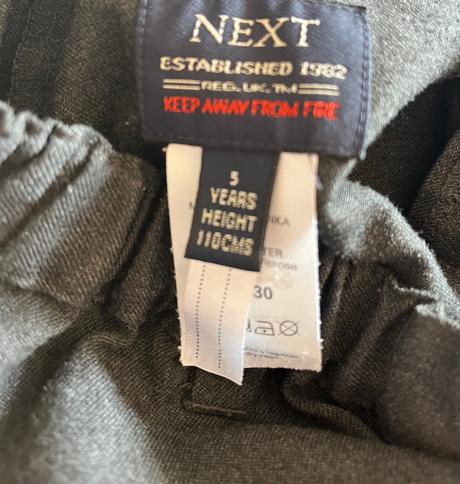 NEXT
ESTABLISHED 1982
REG. UK. TM
KEEP AWAY FROM FIRE
5
YEARS
HEIGHT
110CMS
30